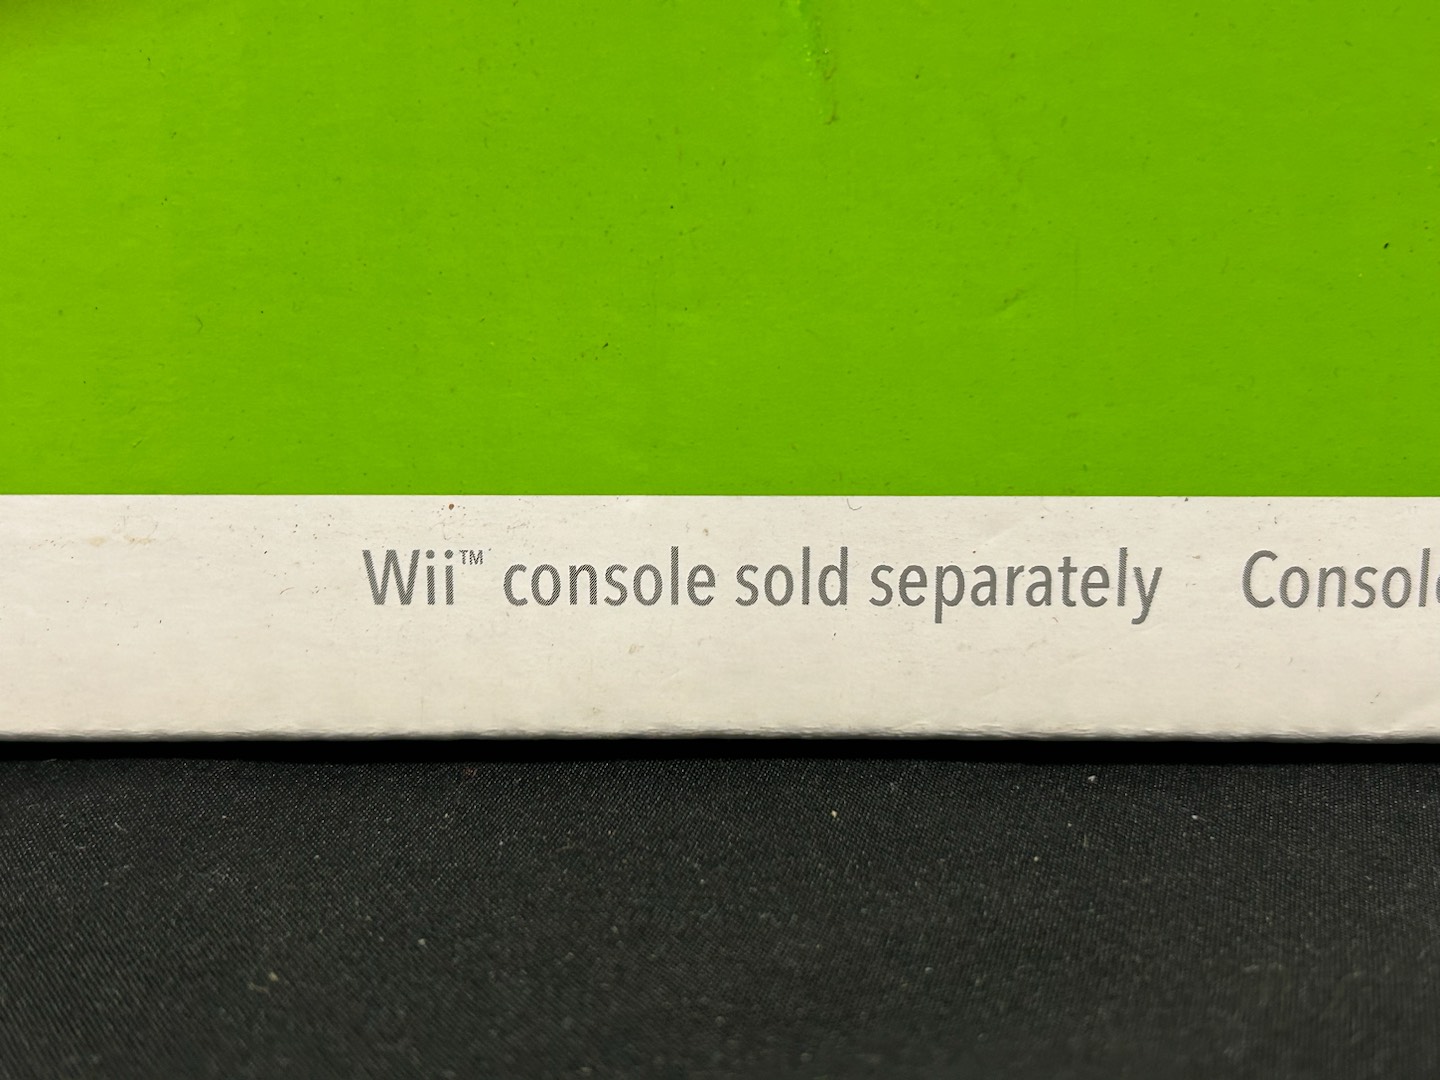 Wii™ console sold separately